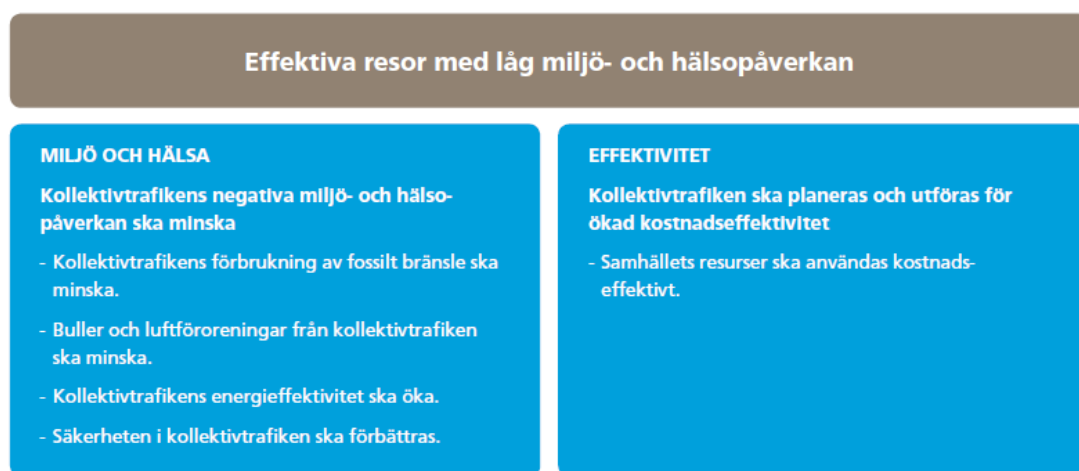 Effektiva resor med låg miljö- och hälsopåverkan
MILJÖ OCH HÄLSA
Kollektivtrafikens negativa miljö- och hälso-
påverkan ska minska
- Kollektivtrafikens förbrukning av fossilt bränsle ska
minska.
- Buller och luftföroreningar från kollektivtrafiken
ska minska.
- Kollektivtrafikens energieffektivitet ska öka.
- Säkerheten i kollektivtrafiken ska förbättras.
EFFEKTIVITET
Kollektivtrafiken ska planeras och utföras för
ökad kostnadseffektivitet
- Samhällets resurser ska användas kostnads-
effektivt.